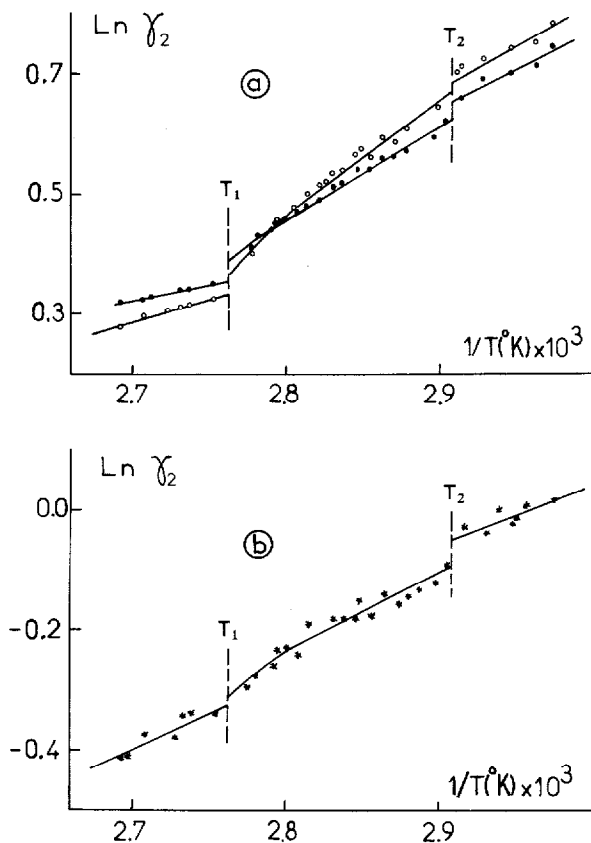 Ln γ₂
T₂
0.7
ⓐ
0.5
T₁
0.3
1/T(°K)×10³
2.7 2.8 2.9
Ln γ₂
0.0
T₂
ⓑ
-0.2
T₁
-0.4
1/T(°K)×10³
2.7 2.8 2.9